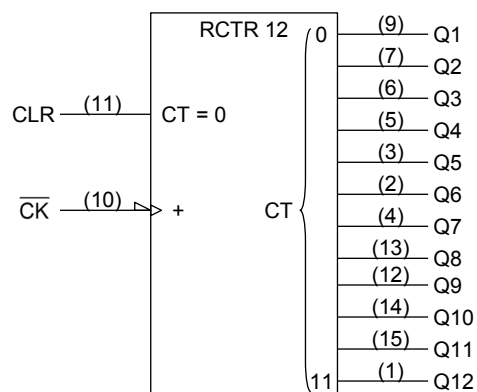 RCTR 12
0 (9) Q1
(7) Q2
(6) Q3
CLR (11) CT = 0 (5) Q4
(3) Q5
C̅K̅ (10) + (2) Q6
CT (4) Q7
(13) Q8
(12) Q9
(14) Q10
(15) Q11
11 (1) Q12